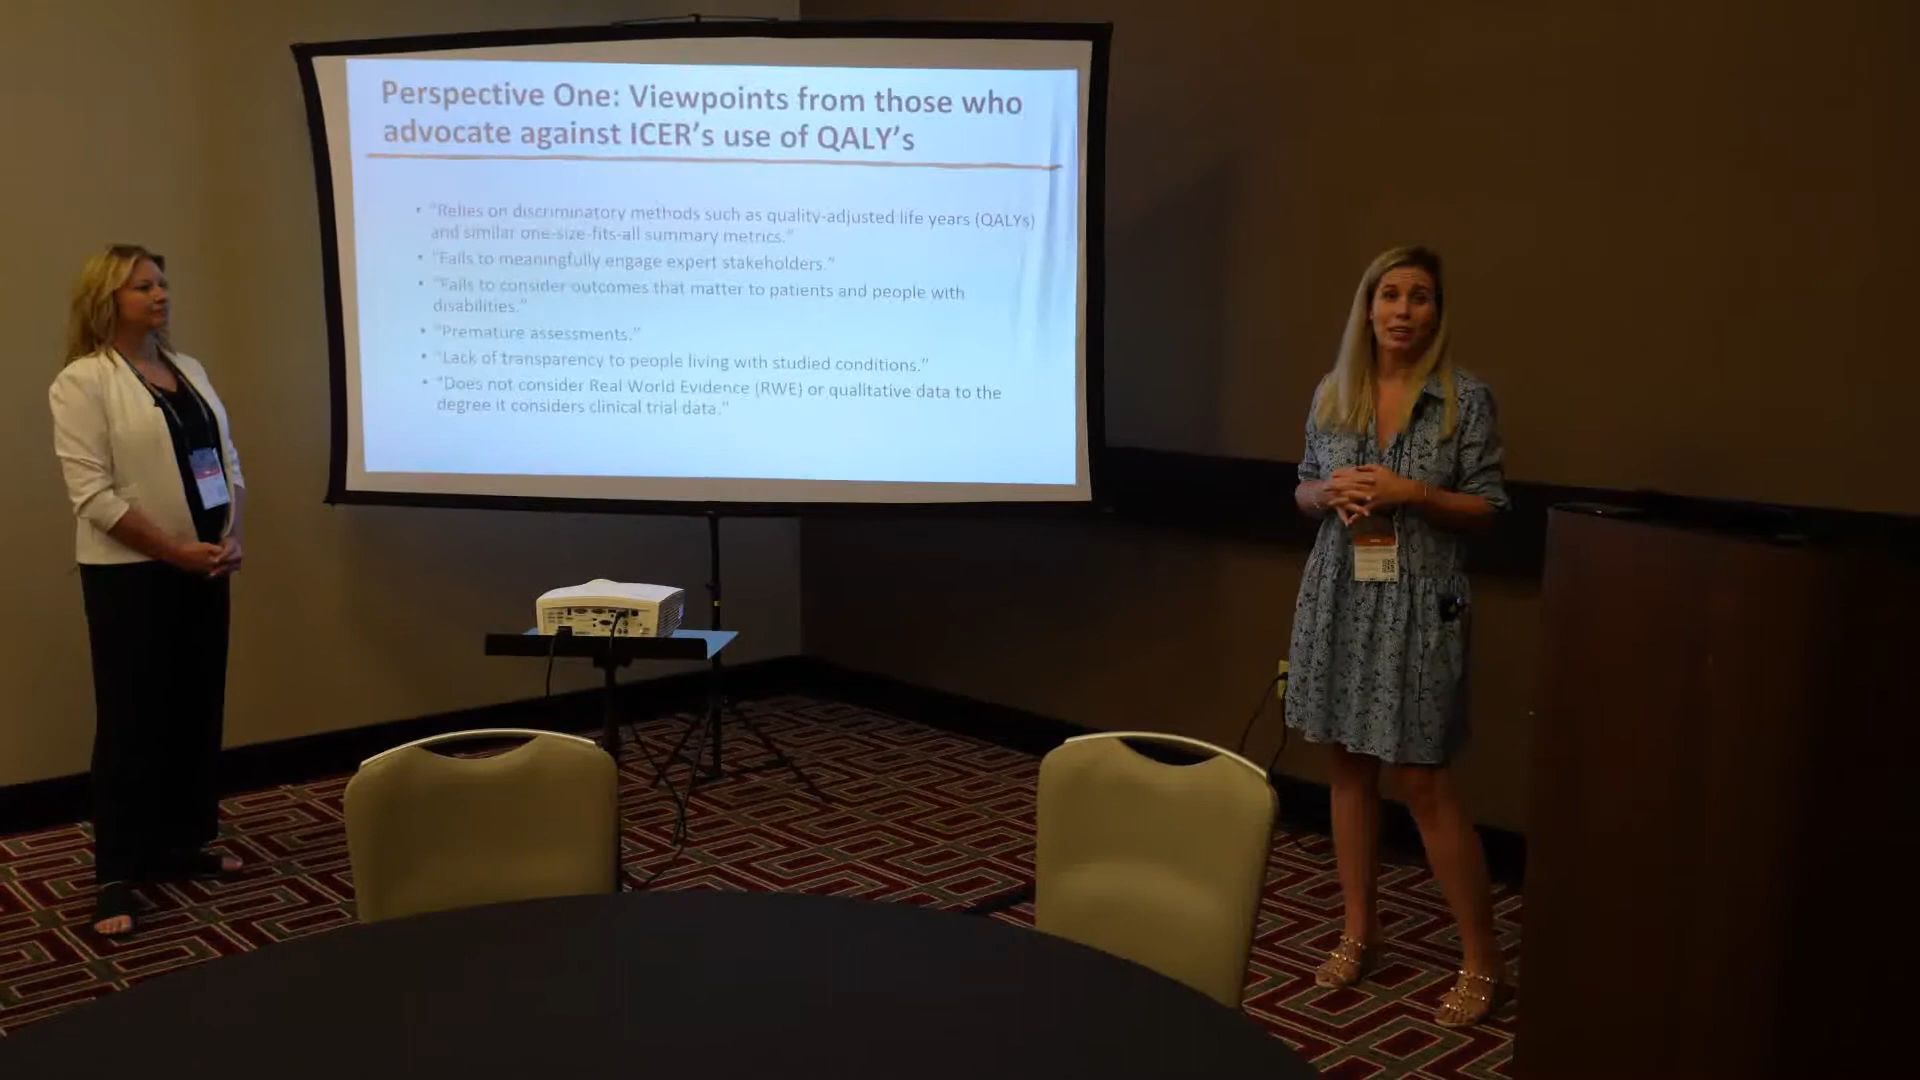 Perspective One: Viewpoints from those who
advocate against ICER's use of QALY's
• "Relies on discriminatory methods such as quality-adjusted life years (QALYs)
and similar one-size-fits-all summary metrics."
• "Fails to meaningfully engage expert stakeholders."
• "Fails to consider outcomes that matter to patients and people with
disabilities."
• "Premature assessments."
• "Lack of transparency to people living with studied conditions."
• "Does not consider Real World Evidence (RWE) or qualitative data to the
degree it considers clinical trial data."